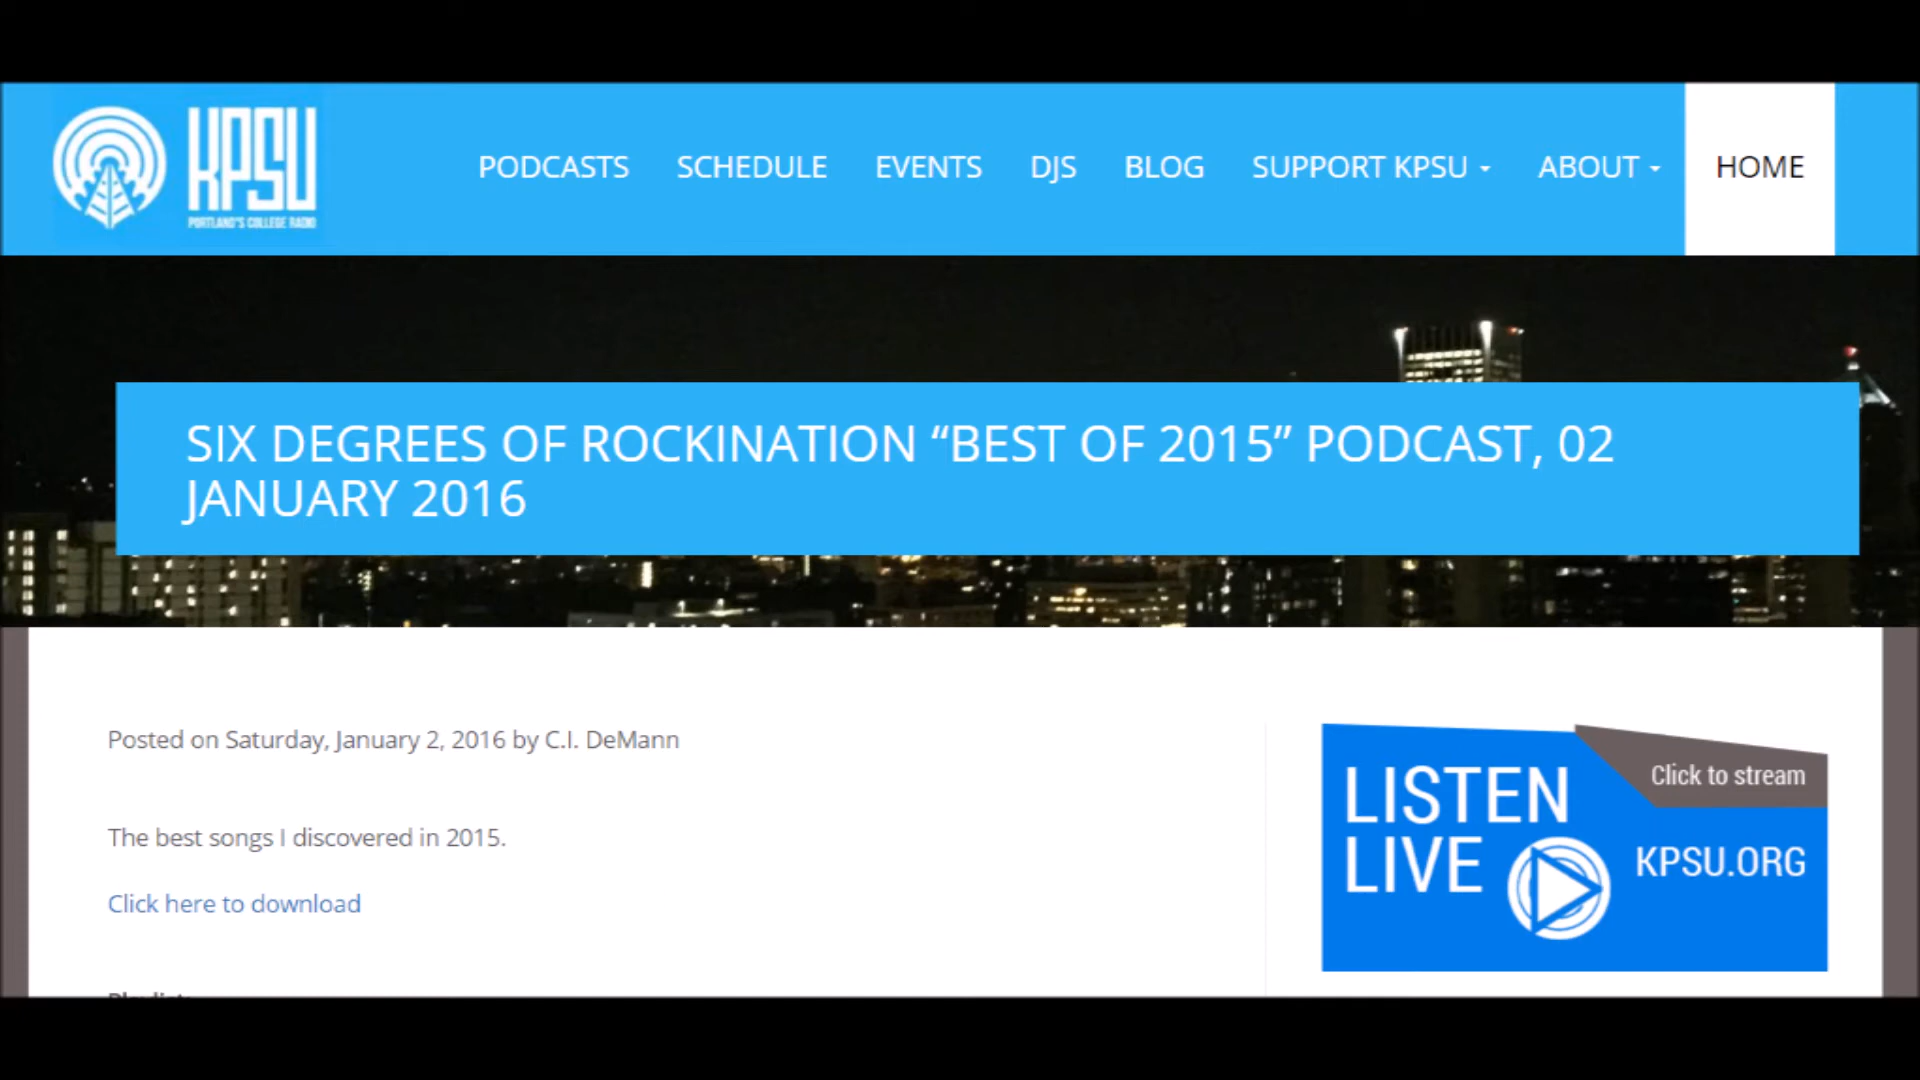 KPSU
PORTLAND'S COLLEGE RADIO
PODCASTS SCHEDULE EVENTS DJS BLOG SUPPORT KPSU ABOUT HOME
SIX DEGREES OF ROCKINATION “BEST OF 2015” PODCAST, 02
JANUARY 2016
Posted on Saturday, January 2, 2016 by C.I. DeMann
The best songs I discovered in 2015.
Click here to download
Click to stream
LISTEN
LIVE
KPSU.ORG